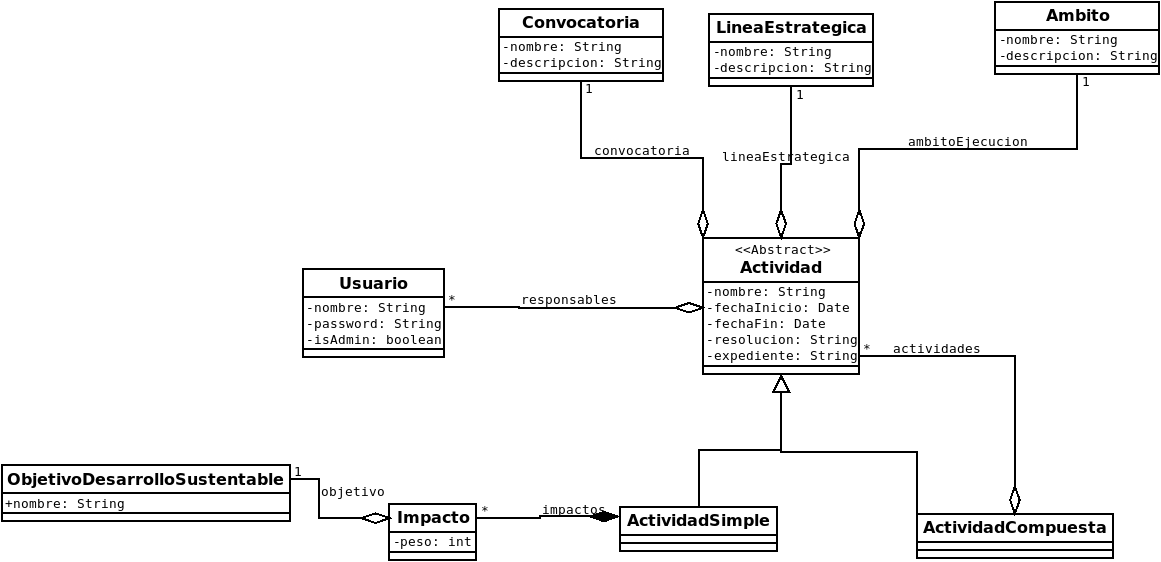 Convocatoria
-nombre: String
-descripcion: String
1
LineaEstrategica
-nombre: String
-descripcion: String
1
Ambito
-nombre: String
-descripcion: String
1
convocatoria
lineaEstrategica
ambitoEjecucion
<<Abstract>>
Actividad
-nombre: String
-fechaInicio: Date
-fechaFin: Date
-resolucion: String
-expediente: String
Usuario
-nombre: String
-password: String
-isAdmin: boolean
*
responsables
*
actividades
ObjetivoDesarrolloSustentable
+nombre: String
1
objetivo
Impacto
-peso: int
*
impactos
ActividadSimple
ActividadCompuesta